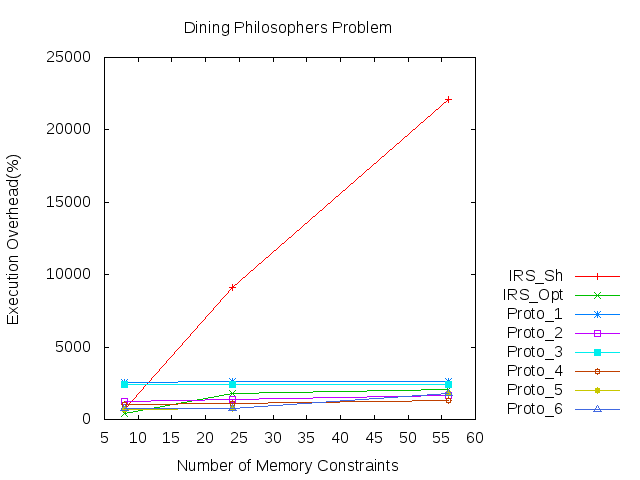 Dining Philosophers Problem
25000
20000
15000
10000
5000
0
Execution Overhead(%)
5 10 15 20 25 30 35 40 45 50 55 60
Number of Memory Constraints
IRS_Sh
IRS_Opt
Proto_1
Proto_2
Proto_3
Proto_4
Proto_5
Proto_6